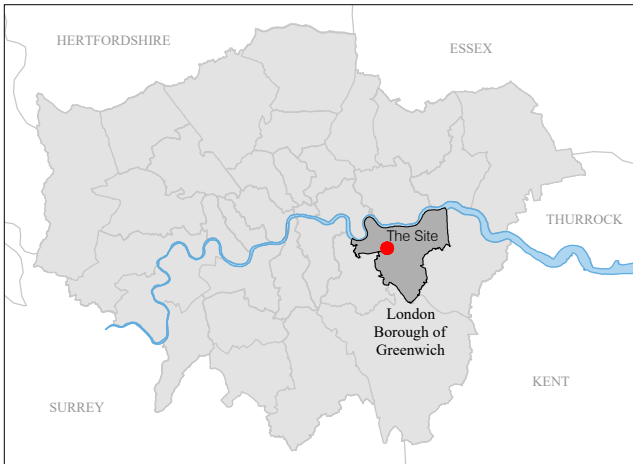 HERTFORDSHIRE
ESSEX
THURROCK
The Site
London
Borough of
Greenwich
KENT
SURREY